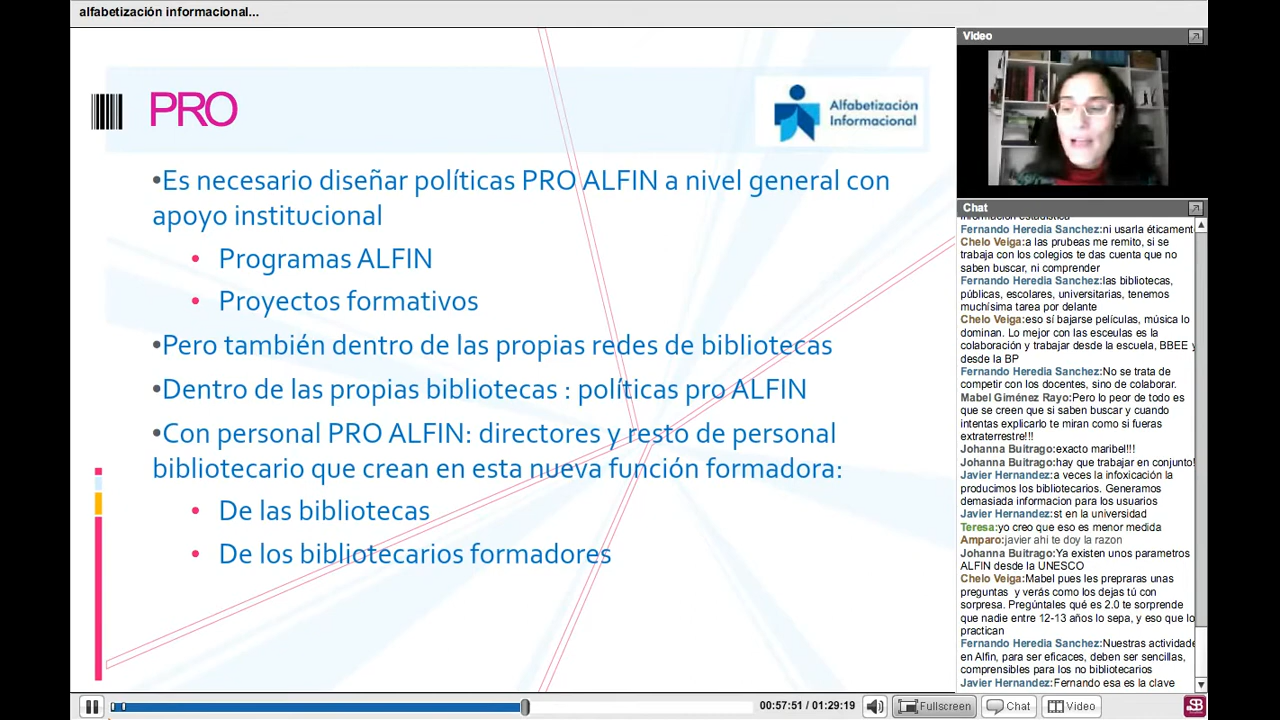 alfabetización informacional...
PRO
Alfabetización
Informacional
•Es necesario diseñar políticas PRO ALFIN a nivel general con
apoyo institucional
• Programas ALFIN
• Proyectos formativos
•Pero también dentro de las propias redes de bibliotecas
•Dentro de las propias bibliotecas : políticas pro ALFIN
•Con personal PRO ALFIN: directores y resto de personal
bibliotecario que crean en esta nueva función formadora:
• De las bibliotecas
• De los bibliotecarios formadores
Video
Chat
información estadística
Fernando Heredia Sanchez:ni usarla éticament
Chelo Veiga:a las prubeas me remito, si se
trabaja con los colegios te das cuenta que no
saben buscar, ni comprender
Fernando Heredia Sanchez:las bibliotecas,
públicas, escolares, universitarias, tenemos
muchísima tarea por delante
Chelo Veiga:eso sí bajarse películas, música lo
dominan. Lo mejor con las esceulas es la
colaboración y trabajar desde la escuela, BBEE y
desde la BP
Fernando Heredia Sanchez:No se trata de
competir con los docentes, sino de colaborar.
Mabel Giménez Rayo:Pero lo peor de todo es
que se creen que si saben buscar y cuando
intentas explicarlo te miran como si fueras
extraterrestre!!!
Johanna Buitrago:exacto maribel!!!
Johanna Buitrago:hay que trabajar en conjunto!
Javier Hernandez:a veces la infoxicación la
producimos los bibliotecarios. Generamos
demasiada informacion para los usuarios
Javier Hernandez:st en la universidad
Teresa:yo creo que eso es menor medida
Amparo:javier ahi te doy la razon
Johanna Buitrago:Ya existen unos parametros
ALFIN desde la UNESCO
Chelo Veiga:Mabel pues les prepraras unas
preguntas y verás como los dejas tú con
sorpresa. Pregúntales qué es 2.0 te sorprende
que nadie entre 12-13 años lo sepa, y eso que lo
practican
Fernando Heredia Sanchez:Nuestras actividade
en Alfin, para ser eficaces, deben ser sencillas,
comprensibles para los no bibliotecarios
Javier Hernandez:Fernando esa es la clave
00:57:51 / 01:29:19
Fullscreen
Chat
Video
SB